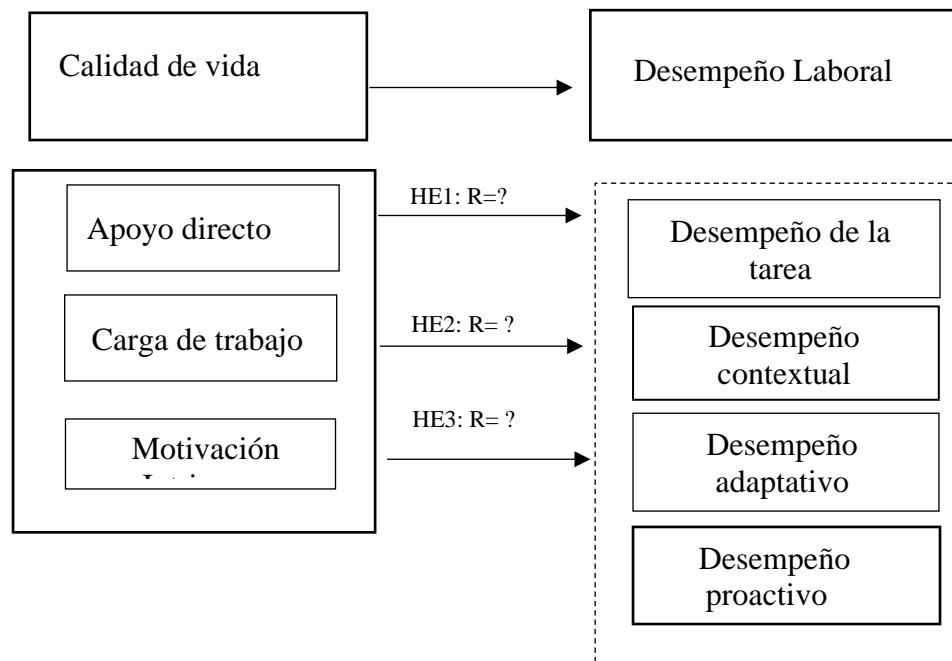 Calidad de vida
Desempeño Laboral
HE1: R=?
Apoyo directo
Desempeño de la
tarea
Carga de trabajo
HE2: R= ?
Desempeño
contextual
HE3: R= ?
Motivación
Desempeño
adaptativo
Desempeño
proactivo